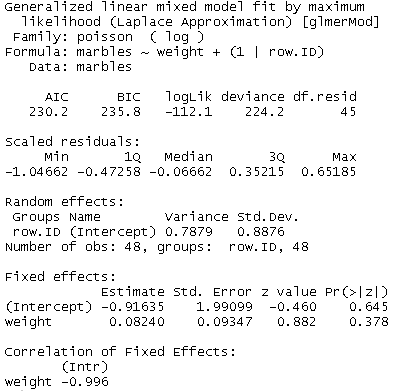 Generalized linear mixed model fit by maximum
likelihood (Laplace Approximation) [glmerMod]
Family: poisson ( log )
Formula: marbles ~ weight + (1 | row.ID)
Data: marbles
AIC BIC logLik deviance df.resid
230.2 235.8 -112.1 224.2 45
Scaled residuals:
Min 1Q Median 3Q Max
-1.04662 -0.47258 -0.06662 0.35215 0.65185
Random effects:
Groups Name Variance Std.Dev.
row.ID (Intercept) 0.7879 0.8876
Number of obs: 48, groups: row.ID, 48
Fixed effects:
Estimate Std. Error z value Pr(>|z|)
(Intercept) -0.91635 1.99099 -0.460 0.645
weight 0.08240 0.09347 0.882 0.378
Correlation of Fixed Effects:
(Intr)
weight -0.996